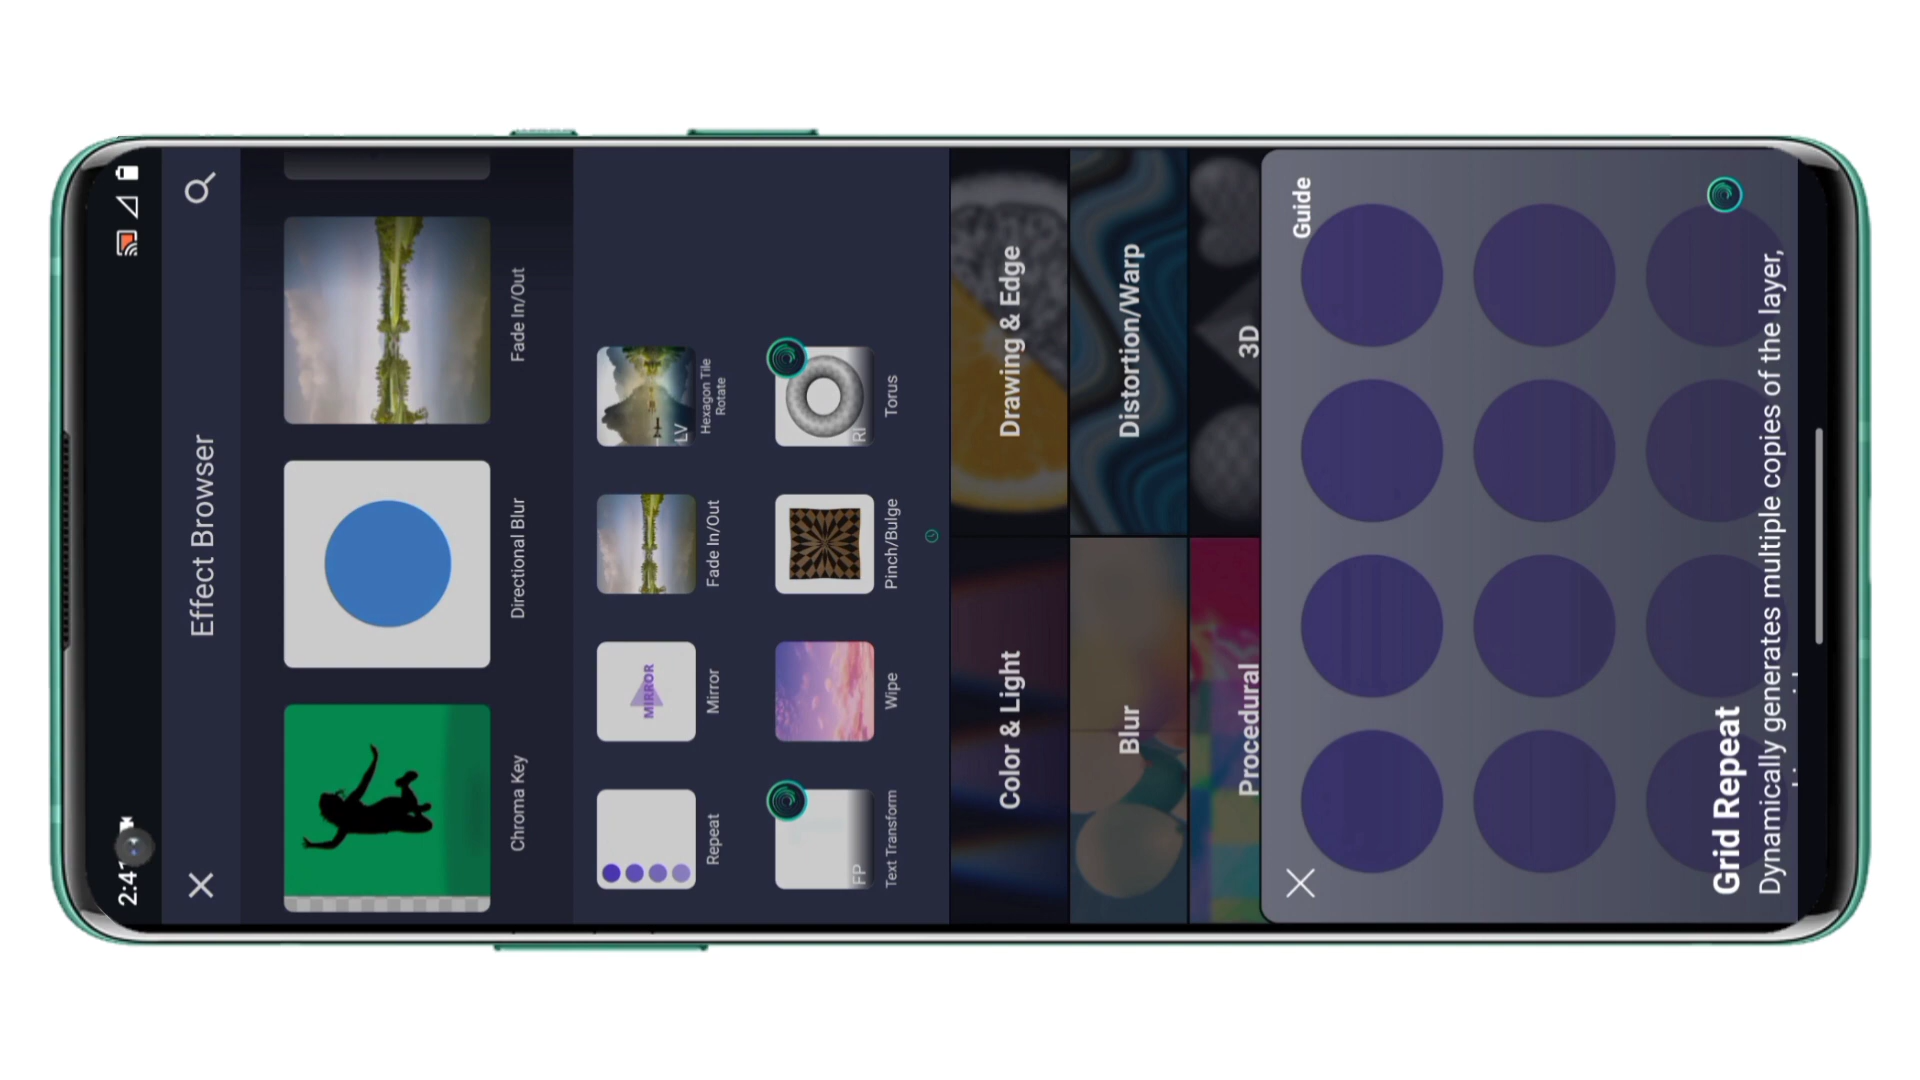 2:4
Effect Browser
Chroma Key
Directional Blur
Fade In/Out
MIRROR
LV
Repeat
Mirror
Fade In/Out
Hexagon Tile
Rotate
FP
RI
Text Transform
Wipe
Pinch/Bulge
Torus
Color & Light
Drawing & Edge
Blur
Distortion/Warp
Procedural
3D
Guide
Grid Repeat
Dynamically generates multiple copies of the layer,